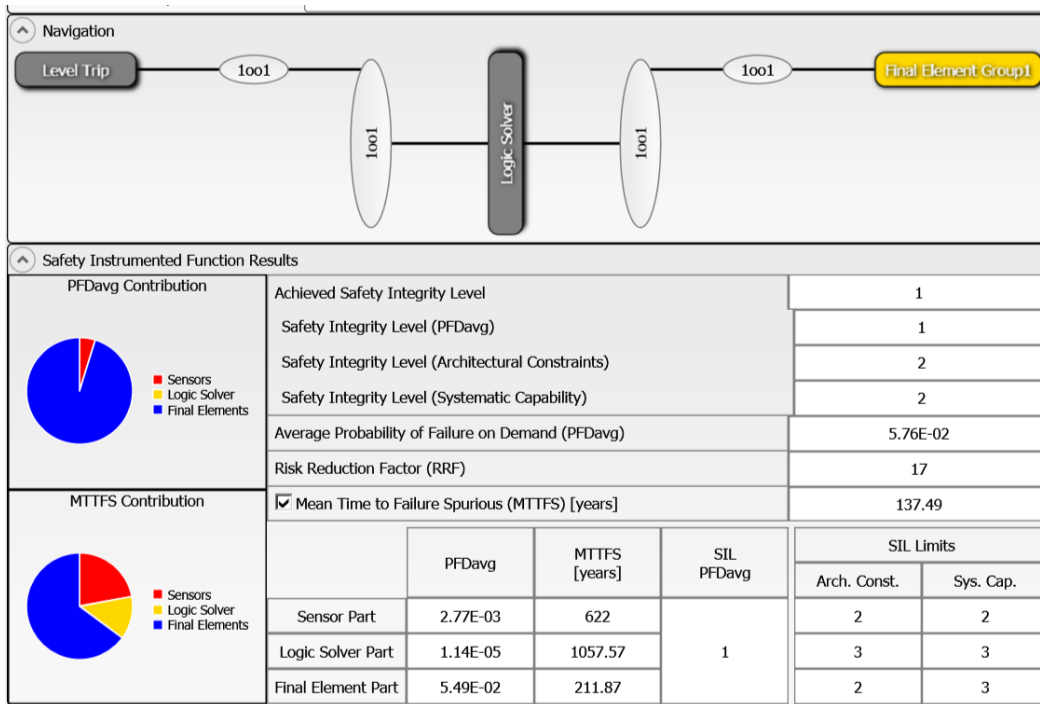 Navigation
Level Trip
1oo1
1oo1
Logic Solver
1oo1
1oo1
Final Element Group1
Safety Instrumented Function Results
PFDavg Contribution
Sensors
Logic Solver
Final Elements
Achieved Safety Integrity Level 1
Safety Integrity Level (PFDavg) 1
Safety Integrity Level (Architectural Constraints) 2
Safety Integrity Level (Systematic Capability) 2
Average Probability of Failure on Demand (PFDavg) 5.76E-02
Risk Reduction Factor (RRF) 17
MTTFS Contribution
Sensors
Logic Solver
Final Elements
Mean Time to Failure Spurious (MTTFS) [years] 137.49
PFDavg MTTFS [years] SIL PFDavg SIL Limits
Arch. Const. Sys. Cap.
Sensor Part 2.77E-03 622 2 2
Logic Solver Part 1.14E-05 1057.57 1 3 3
Final Element Part 5.49E-02 211.87 2 3